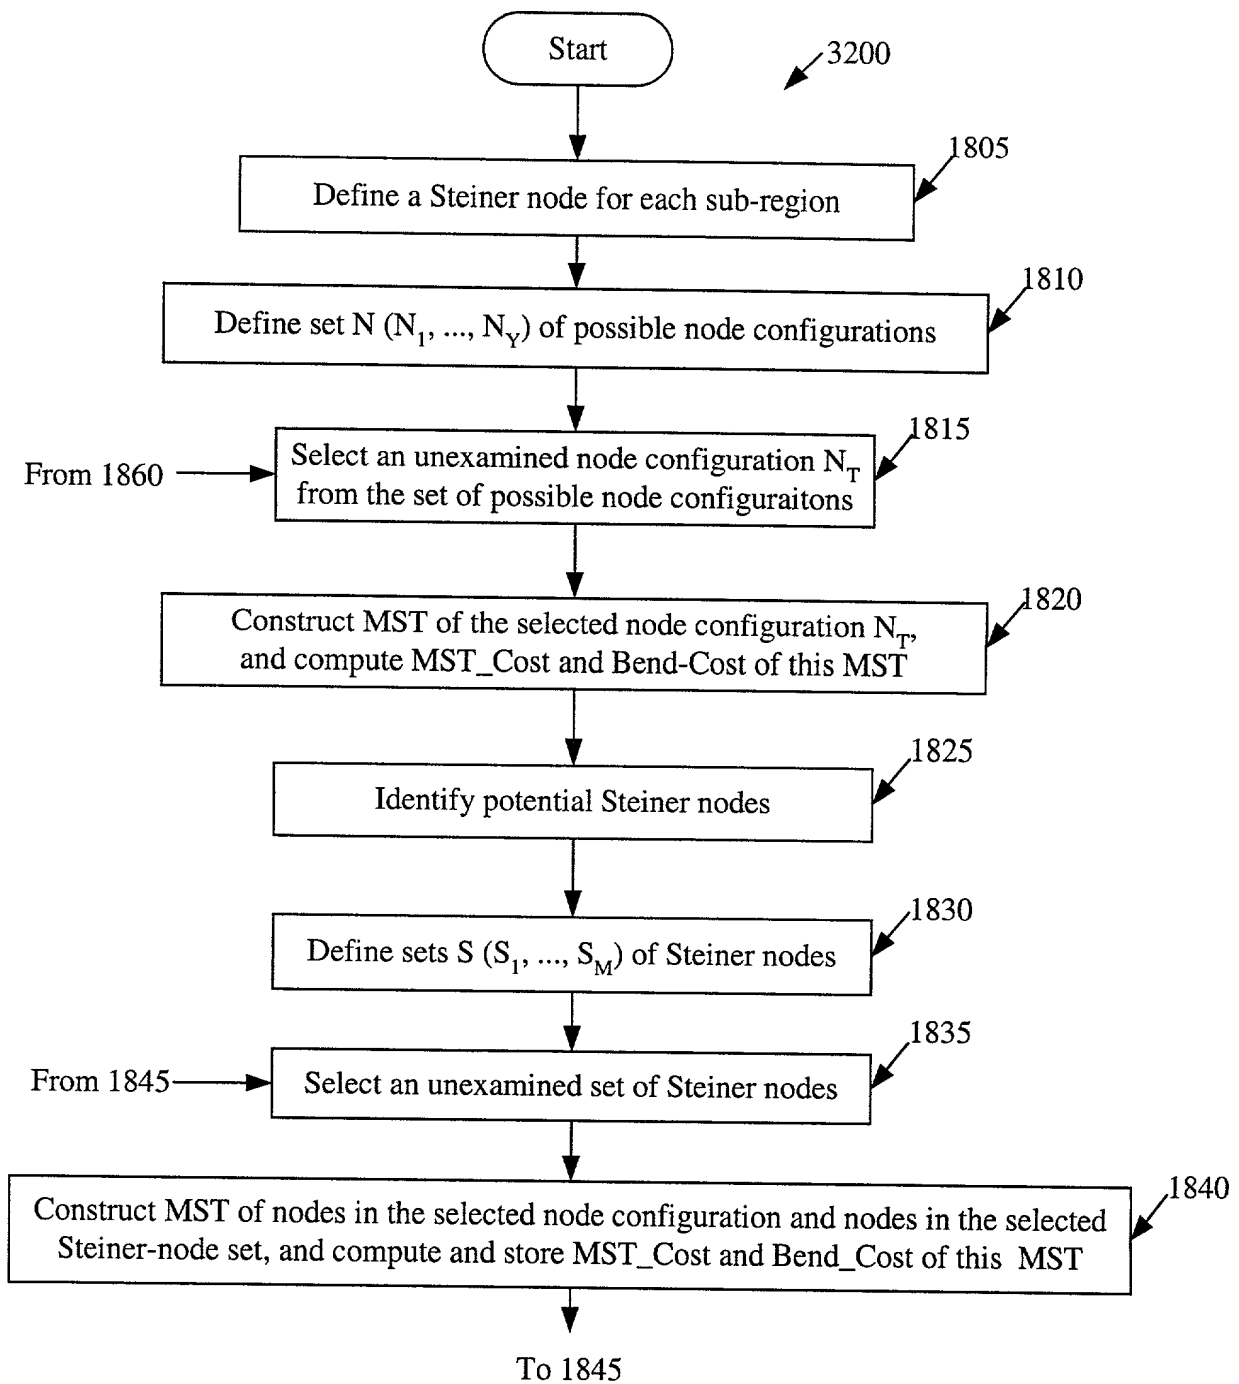 Start
3200
1805
Define a Steiner node for each sub-region
1810
Define set N (N1, ..., NY) of possible node configurations
1815
Select an unexamined node configuration NT
From 1860
from the set of possible node configuraitons
1820
Construct MST of the selected node configuration NT,
and compute MST_Cost and Bend-Cost of this MST
1825
Identify potential Steiner nodes
1830
Define sets S (S1, ..., SM) of Steiner nodes
1835
From 1845
Select an unexamined set of Steiner nodes
1840
Construct MST of nodes in the selected node configuration and nodes in the selected
Steiner-node set, and compute and store MST_Cost and Bend_Cost of this MST
To 1845